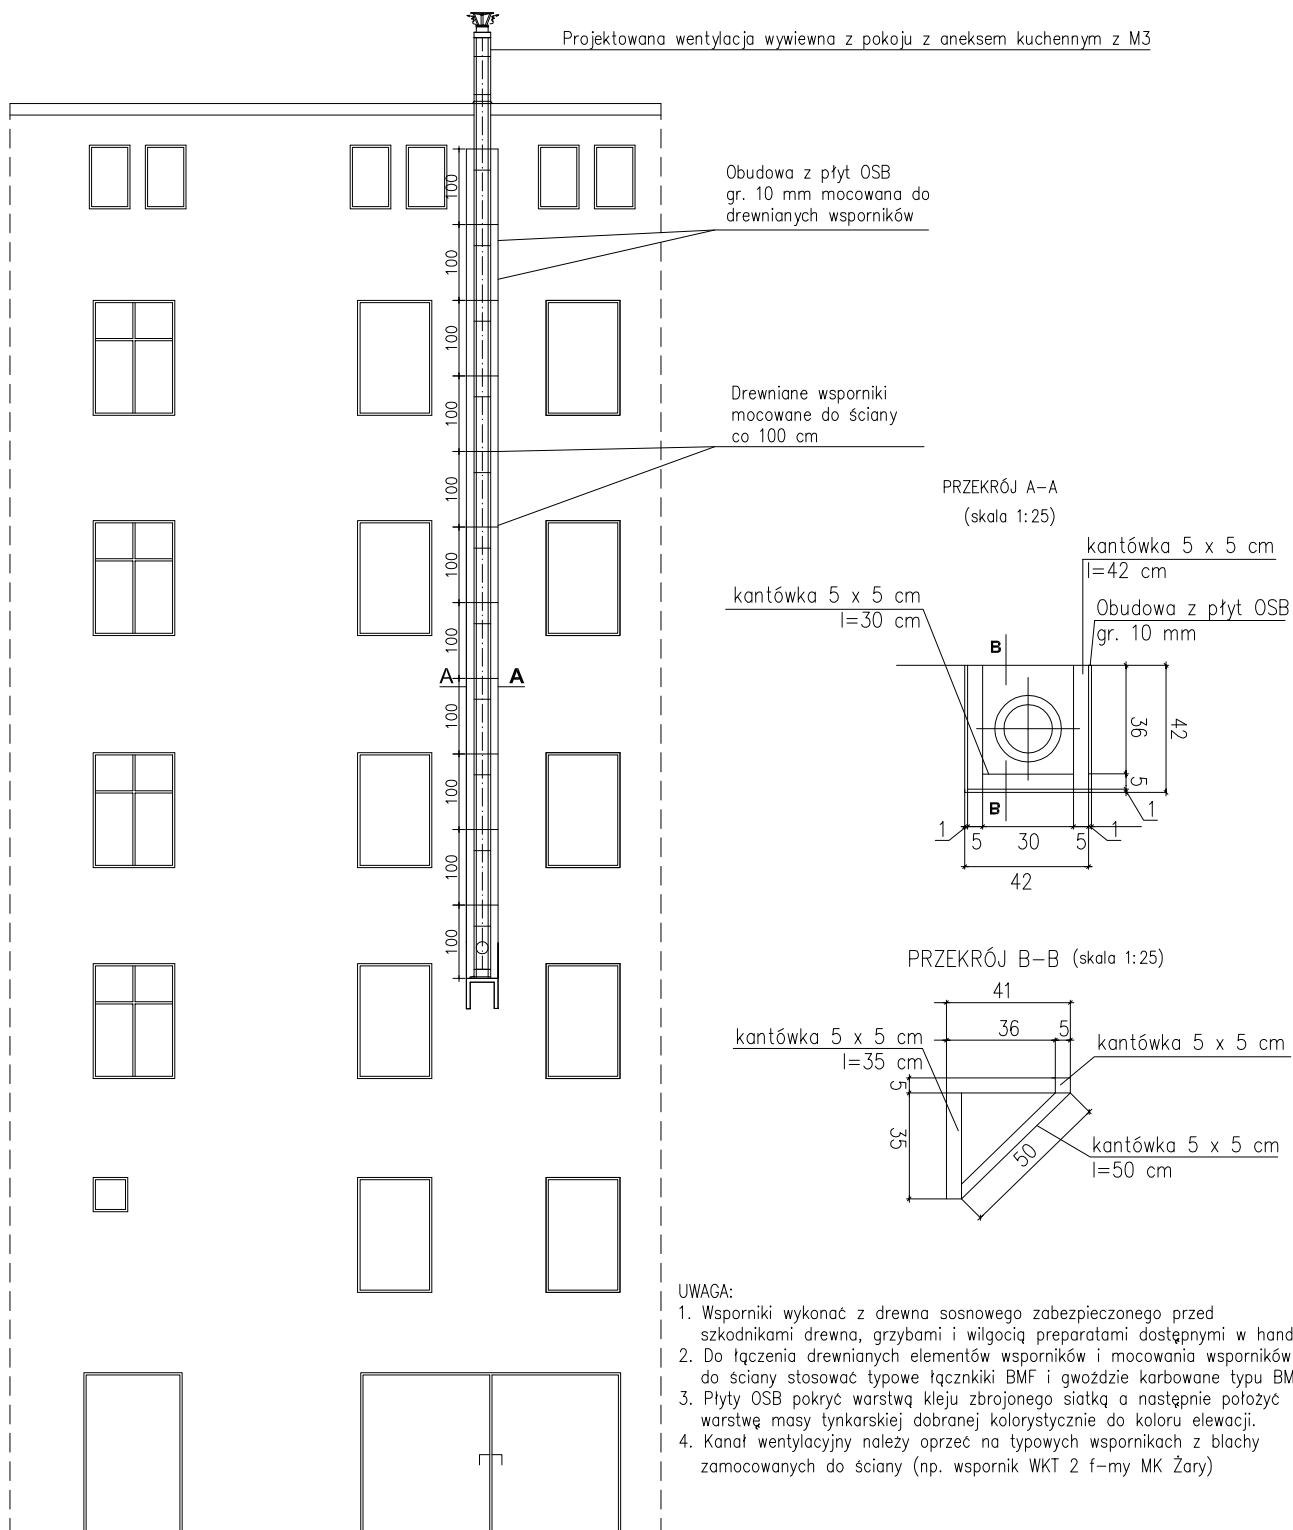 Projektowana wentylacja wywiewna z pokoju z aneksem kuchennym z M3
Obudowa z płyt OSB
gr. 10 mm mocowana do
drewnianych wsporników
100
100
100
100
100
100
100
100
100
100
100
Drewniane wsporniki
mocowane do ściany
co 100 cm
A
A
PRZEKRÓJ A-A
(skala 1:25)
kantówka 5 x 5 cm
l=42 cm
kantówka 5 x 5 cm
l=30 cm
Obudowa z płyt OSB
gr. 10 mm
B
36
42
5
B
1
1
5
30
5
1
42
PRZEKRÓJ B-B (skala 1:25)
41
36
5
kantówka 5 x 5 cm
l=35 cm
kantówka 5 x 5 cm
5
35
50
kantówka 5 x 5 cm
l=50 cm
UWAGA:
1. Wsporniki wykonać z drewna sosnowego zabezpieczonego przed
szkodnikami drewna, grzybami i wilgocią preparatami dostępnymi w hand
2. Do łączenia drewnianych elementów wsporników i mocowania wsporników
do ściany stosować typowe łącznkiki BMF i gwoździe karbowane typu BM
3. Płyty OSB pokryć warstwą kleju zbrojonego siatką a następnie położyć
warstwę masy tynkarskiej dobranej kolorystycznie do koloru elewacji.
4. Kanał wentylacyjny należy oprzeć na typowych wspornikach z blachy
zamocowanych do ściany (np. wspornik WKT 2 f-my MK Żary)